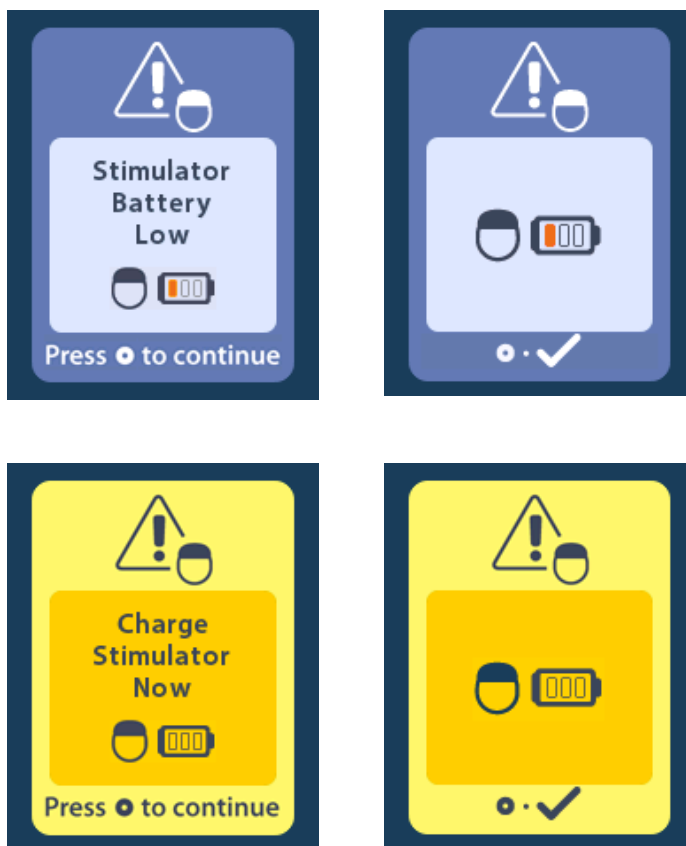 Stimulator
Battery
Low
Press to continue
Charge
Stimulator
Now
Press to continue